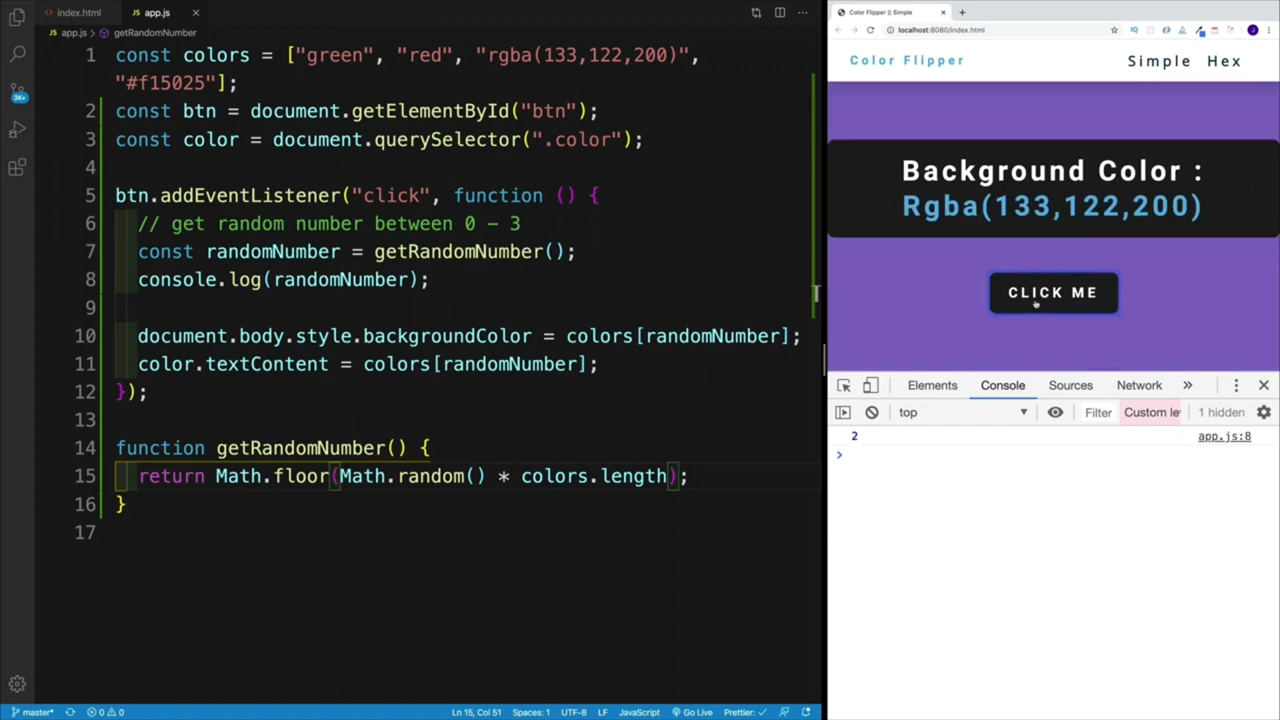 index.html
app.js
app.js > getRandomNumber
1 const colors = ["green", "red", "rgba(133,122,200)",
"#f15025"];
2 const btn = document.getElementById("btn");
3 const color = document.querySelector(".color");
4
5 btn.addEventListener("click", function () {
6 // get random number between 0 - 3
7 const randomNumber = getRandomNumber();
8 console.log(randomNumber);
9
10 document.body.style.backgroundColor = colors[randomNumber];
11 color.textContent = colors[randomNumber];
12 });
13
14 function getRandomNumber() {
15 return Math.floor(Math.random() * colors.length);
16 }
17
3K+
master*
0 0
Ln 15, Col 51
Spaces: 1
UTF-8
LF
JavaScript
Go Live
Prettier: ✓
Color Flipper || Simple
localhost:8080/index.html
Color Flipper
Simple Hex
Background Color :
Rgba(133,122,200)
CLICK ME
Elements Console Sources Network »
top Filter Custom le 1 hidden
2 app.js:8
>